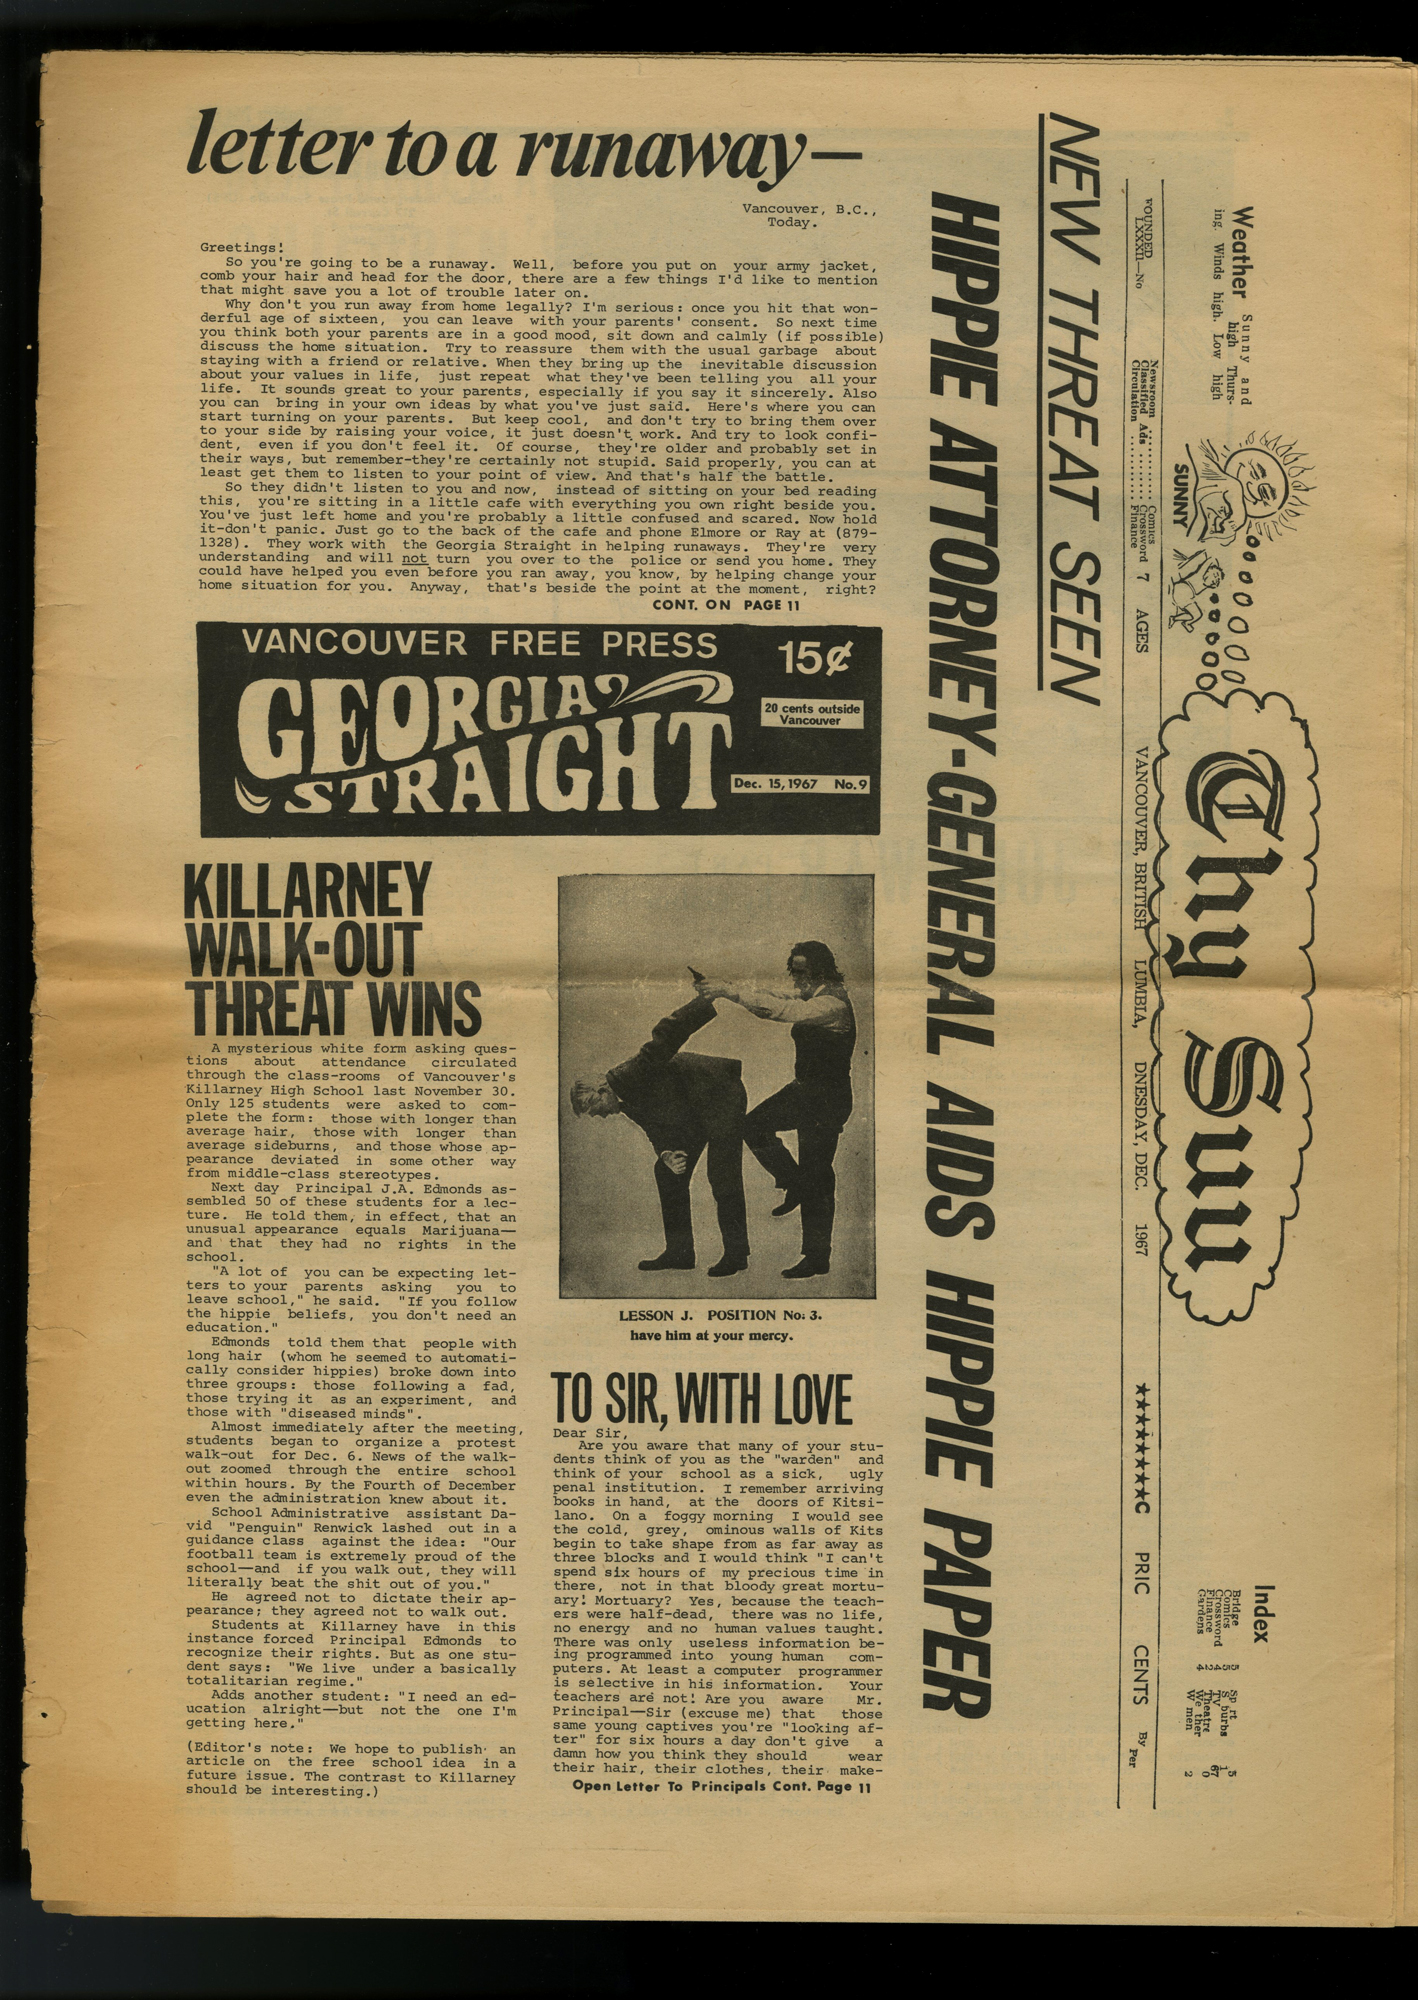 letter to a runaway—
Vancouver, B.C.,
Today.
Greetings!
So you're going to be a runaway. Well, before you put on your army jacket,
comb your hair and head for the door, there are a few things I'd like to mention
that might save you a lot of trouble later on.
Why don't you run away from home legally? I'm serious: once you hit that won-
derful age of sixteen, you can leave with your parents' consent. So next time
you think both your parents are in a good mood, sit down and calmly (if possible)
discuss the home situation. Try to reassure them with the usual garbage about
staying with a friend or relative. When they bring up the inevitable discussion
about your values in life, just repeat what they've been telling you all your
life. It sounds great to your parents, especially if you say it sincerely. Also
you can bring in your own ideas by what you've just said. Here's where you can
start turning on your parents. But keep cool, and don't try to bring them over
to your side by raising your voice, it just doesn't work. And try to look confi-
dent, even if you don't feel it. Of course, they're older and probably set in
their ways, but remember-they're certainly not stupid. Said properly, you can at
least get them to listen to your point of view. And that's half the battle.
So they didn't listen to you and now, instead of sitting on your bed reading
this, you're sitting in a little cafe with everything you own right beside you.
You've just left home and you're probably a little confused and scared. Now hold
it-don't panic. Just go to the back of the cafe and phone Elmore or Ray at (879-
1328). They work with the Georgia Straight in helping runaways. They're very
understanding and will not turn you over to the police or send you home. They
could have helped you even before you ran away, you know, by helping change your
home situation for you. Anyway, that's beside the point at the moment, right?
CONT. ON PAGE 11
VANCOUVER FREE PRESS
15¢
GEORGIA
STRAIGHT
20 cents outside
Vancouver
Dec. 15, 1967 No. 9
KILLARNEY
WALK-OUT
THREAT WINS
A mysterious white form asking ques-
tions about attendance circulated
through the class-rooms of Vancouver's
Killarney High School last November 30.
Only 125 students were asked to com-
plete the form: those with longer than
average hair, those with longer than
average sideburns, and those whose ap-
pearance deviated in some other way
from middle-class stereotypes.
Next day Principal J.A. Edmonds as-
sembled 50 of these students for a lec-
ture. He told them, in effect, that an
unusual appearance equals Marijuana—
and that they had no rights in the
school.
"A lot of you can be expecting let-
ters to your parents asking you to
leave school," he said. "If you follow
the hippie beliefs, you don't need an
education."
Edmonds told them that people with
long hair (whom he seemed to automati-
cally consider hippies) broke down into
three groups: those following a fad,
those trying it as an experiment, and
those with "diseased minds".
Almost immediately after the meeting,
students began to organize a protest
walk-out for Dec. 6. News of the walk-
out zoomed through the entire school
within hours. By the Fourth of December
even the administration knew about it.
School Administrative assistant Da-
vid "Penguin" Renwick lashed out in a
guidance class against the idea: "Our
football team is extremely proud of the
school—and if you walk out, they will
literally beat the shit out of you."
He agreed not to dictate their ap-
pearance; they agreed not to walk out.
Students at Killarney have in this
instance forced Principal Edmonds to
recognize their rights. But as one stu-
dent says: "We live under a basically
totalitarian regime."
Adds another student: "I need an ed-
ucation alright—but not the one I'm
getting here."
(Editor's note: We hope to publish an
article on the free school idea in a
future issue. The contrast to Killarney
should be interesting.)
LESSON J. POSITION No: 3.
have him at your mercy.
TO SIR, WITH LOVE
Dear Sir,
Are you aware that many of your stu-
dents think of you as the "warden" and
think of your school as a sick, ugly
penal institution. I remember arriving
books in hand, at the doors of Kitsi-
lano. On a foggy morning I would see
the cold, grey, ominous walls of Kits
begin to take shape from as far away as
three blocks and I would think "I can't
spend six hours of my precious time in
there, not in that bloody great mortu-
ary! Mortuary? Yes, because the teach-
ers were half-dead, there was no life,
no energy and no human values taught.
There was only useless information be-
ing programmed into young human com-
puters. At least a computer programmer
is selective in his information. Your
teachers are not! Are you aware Mr.
Principal—Sir (excuse me) that those
same young captives you're "looking af-
ter" for six hours a day don't give a
damn how you think they should wear
their hair, their clothes, their make-
Open Letter To Principals Cont. Page 11
Weather Sunny and
high Thurs-
ing. Winds high. Low high
SUNNY
Thy Sun
Index
Bridge 5
Comics 5
Crossword 4
Finance 2
Gardens 4
Sp rt 5
S burbs 1
TV 67
Theatre 0
We ther
W men 2
FOUNDED
LXXXII—No
Newsroom
Classified Ads
Circulation
Comics
Crossword
Finance
7 AGES
VANCOUVER, BRITISH LUMBIA, DNESDAY, DEC. 1967
★★★★★★★★C PRIC CENTS By
Per
NEW THREAT SEEN
HIPPIE ATTORNEY-GENERAL AIDS HIPPIE PAPER